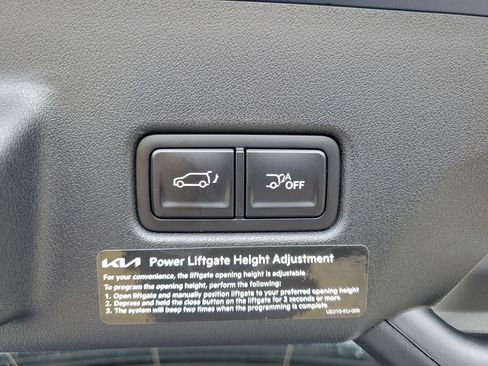 A
OFF
KIA Power Liftgate Height Adjustment
For your convenience, the liftgate opening height is adjustable
To program the opening height, perform the following:
1. Open liftgate and manually position liftgate to your preferred opening height
2. Depress and hold the close button on the liftgate for 3 seconds or more
3. The system will beep two times when the programming is complete.
UD210-KU-008